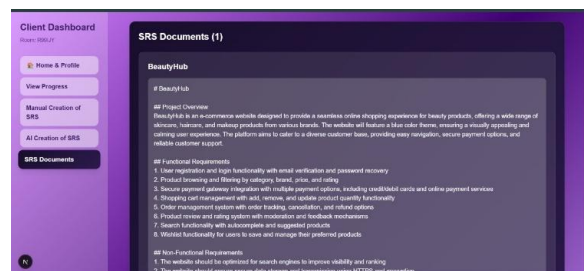 Client Dashboard
Home & Profile
View Progress
Manual Creation of
SRS
AI Creation of SRS
SRS Documents
N
SRS Documents (1)
BeautyHub
# BeautyHub
## Project Overview
BeautyHub is an e-commerce website designed to provide a seamless online shopping experience for beauty products, offering a wide range of
skincare, haircare, and makeup products from various brands. The website will feature a blue color theme, ensuring a visually appealing and
calming user experience. The platform aims to cater to a diverse customer base, providing easy navigation, secure payment options, and
reliable customer support.
## Functional Requirements
1. User registration and login functionality with email verification and password recovery
2. Product browsing and filtering by category, brand, price, and rating
3. Secure payment gateway integration with multiple payment options, including credit/debit cards and online payment services
4. Shopping cart management with add, remove, and update product quantity functionality
5. Order management system with order tracking, cancellation, and refund options
6. Product review and rating system with moderation and feedback mechanisms
7. Search functionality with autocomplete and suggested products
8. Wishlist functionality for users to save and manage their preferred products
## Non-Functional Requirements
1. The website should be optimized for search engines to improve visibility and ranking